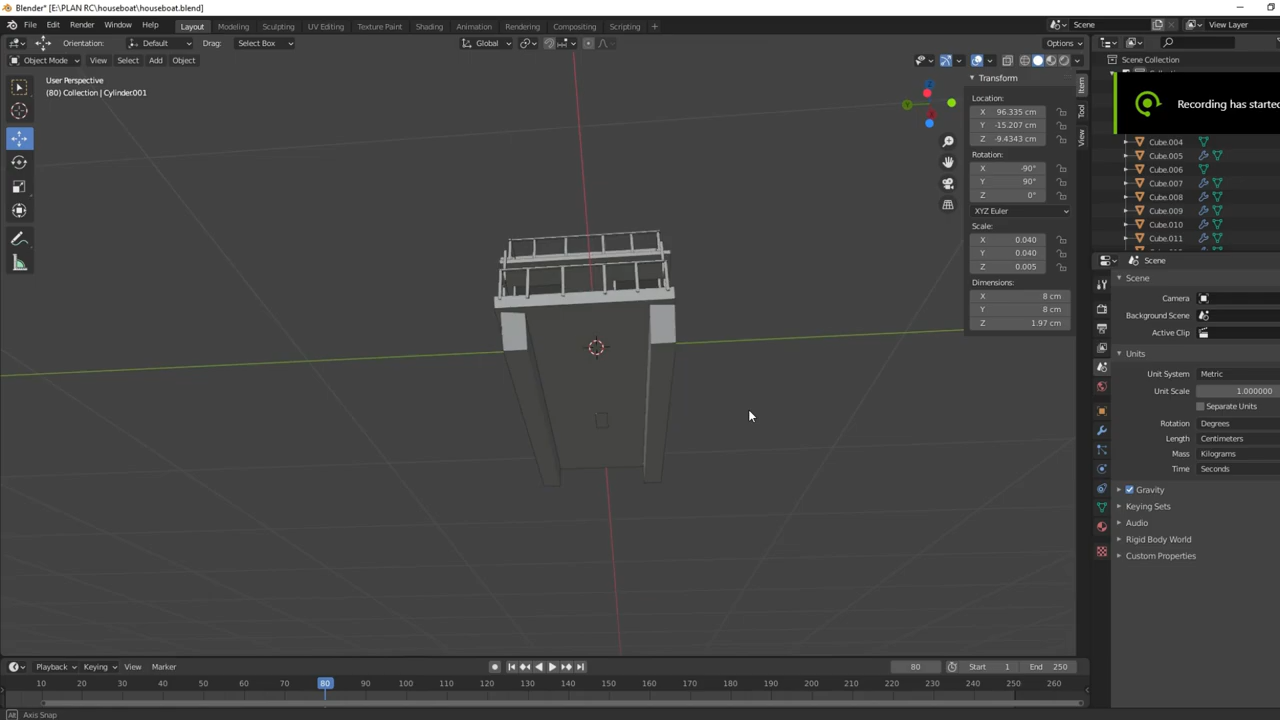 Blender* [E:\PLAN RC\houseboat\houseboat.blend]
File Edit Render Window Help Layout Modeling Sculpting UV Editing Texture Paint Shading Animation Rendering Compositing Scripting + Scene View Layer
Orientation: Default Drag: Select Box Global Options
Object Mode View Select Add Object Scene Collection
User Perspective
(80) Collection | Cylinder001
Transform Item
Location:
X 96.335 cm
Y -15.207 cm
Z -9.4343 cm
Tool
View
Recording has started
Rotation:
X -90°
Y 90°
Z 0°
XYZ Euler
Scale:
X 0.040
Y 0.040
Z 0.005
Dimensions:
X 8 cm
Y 8 cm
Z 1.97 cm
Cube.004
Cube.005
Cube.006
Cube.007
Cube.008
Cube.009
Cube.010
Cube.011
Scene
Scene
Camera
Background Scene
Active Clip
Units
Unit System Metric
Unit Scale 1.000000
Separate Units
Rotation Degrees
Length Centimeters
Mass Kilograms
Time Seconds
Gravity
Keying Sets
Audio
Rigid Body World
Custom Properties
Playback Keying View Marker 80 Start 1 End 250
10 20 30 40 50 60 70 80 90 100 110 120 130 140 150 160 170 180 190 200 210 220 230 240 250 260
Alt Axis Snap